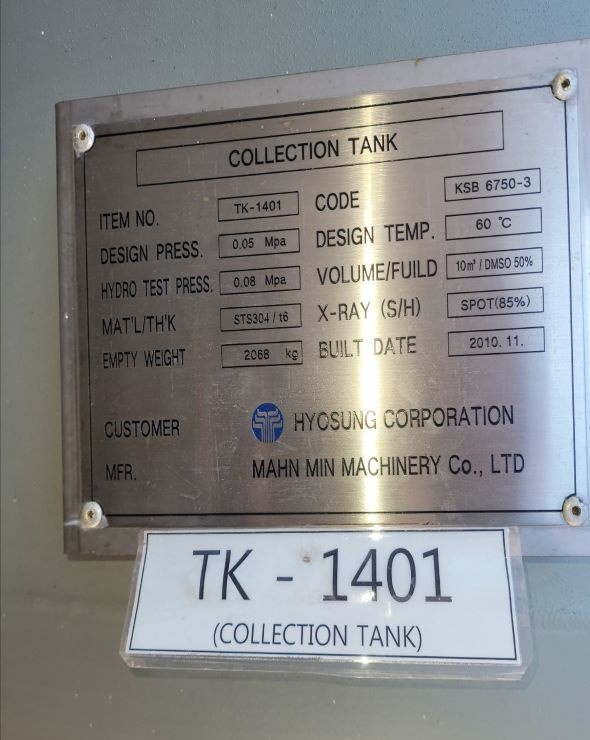 COLLECTION TANK
ITEM NO. TK-1401 CODE KSB 6750-3
DESIGN PRESS. 0.05 Mpa DESIGN TEMP. 60 ℃
HYDRO TEST PRESS. 0.08 Mpa VOLUME/FUILD 10㎥/DMSO 50%
MAT'L/TH'K STS304/t6 X-RAY (S/H) SPOT(85%)
EMPTY WEIGHT 2068 kg BUILT DATE 2010.11.
CUSTOMER HYOSUNG CORPORATION
MFR. MAHN MIN MACHINERY Co., LTD
TK - 1401
(COLLECTION TANK)